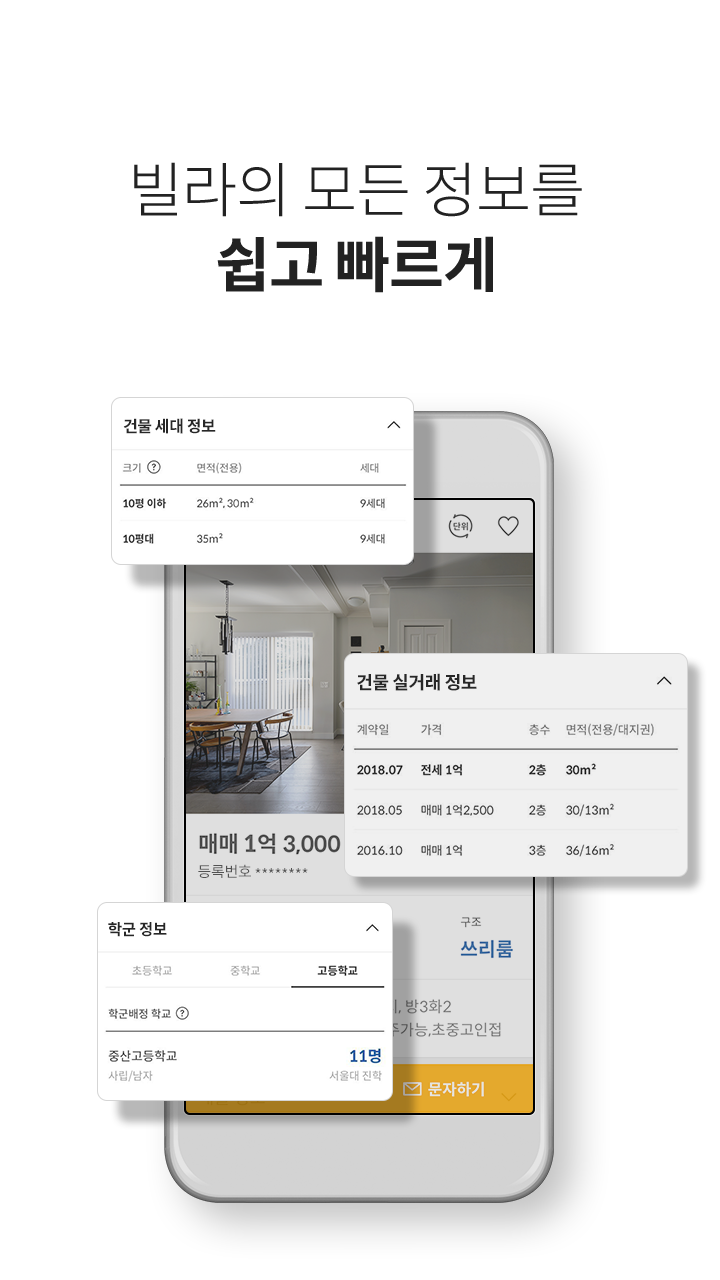 빌라의 모든 정보를
쉽고 빠르게
건물 세대 정보
크기 ? 면적(전용) 세대
10평 이하 26m², 30m² 9세대
10평대 35m² 9세대
단위
건물 실거래 정보
계약일 가격 층수 면적(전용/대지권)
2018.07 전세 1억 2층 30m²
2018.05 매매 1억2,500 2층 30/13m²
2016.10 매매 1억 3층 36/16m²
매매 1억 3,000
등록번호 ********
구조
쓰리룸
학군 정보
초등학교 중학교 고등학교
학군배정 학교 ?
중산고등학교 11명
사립/남자 서울대 진학
, 방3화2
가능,초중고인접
문자하기